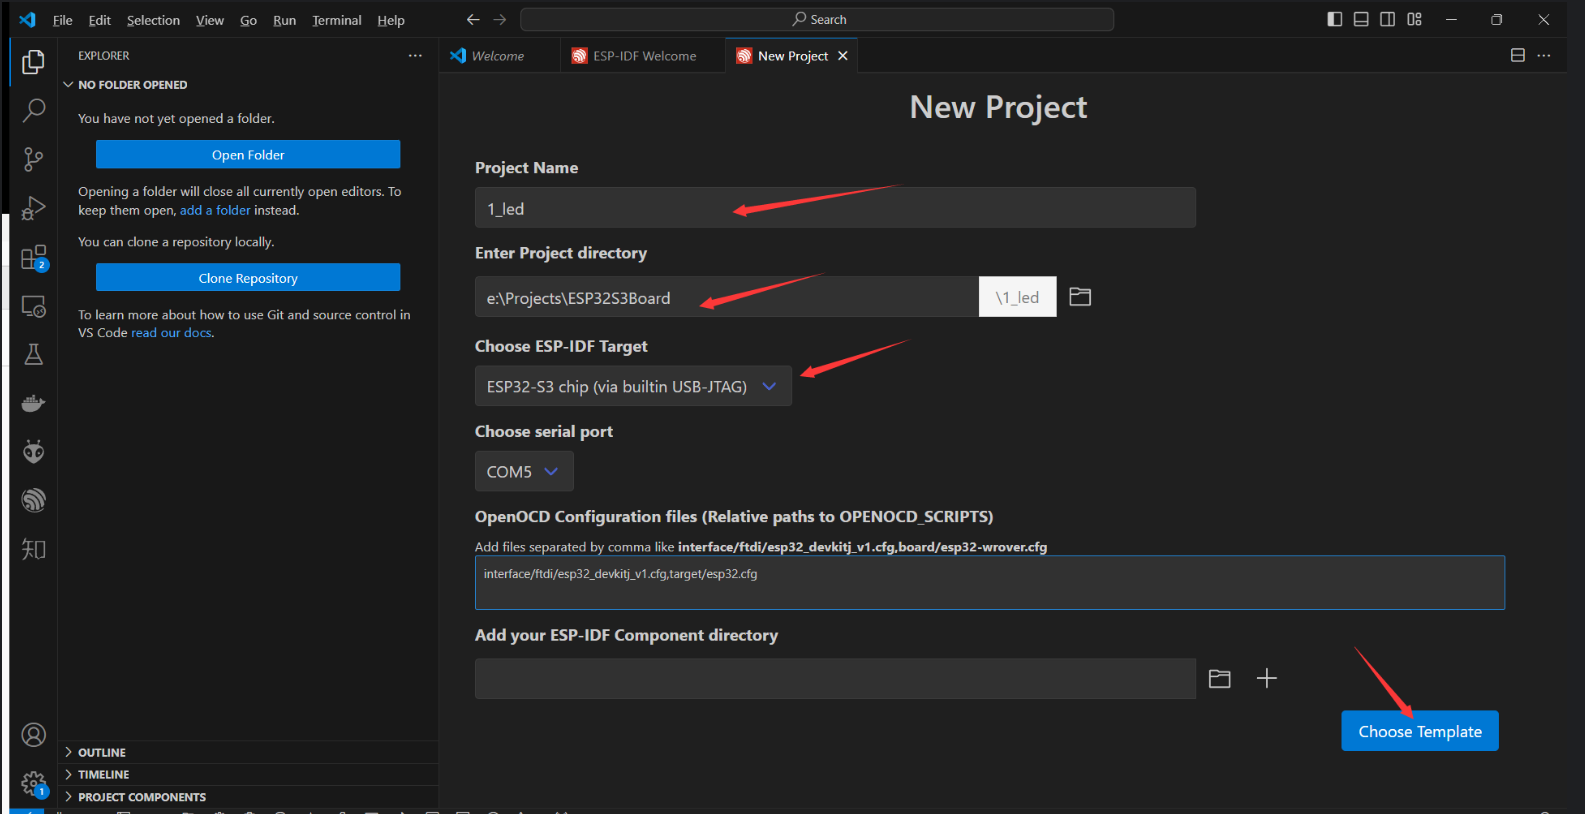 File Edit Selection View Go Run Terminal Help
Search
EXPLORER
Welcome
ESP-IDF Welcome
New Project
NO FOLDER OPENED
You have not yet opened a folder.
Open Folder
Opening a folder will close all currently open editors. To
keep them open, add a folder instead.
You can clone a repository locally.
Clone Repository
To learn more about how to use Git and source control in
VS Code read our docs.
2
知
1
OUTLINE
TIMELINE
PROJECT COMPONENTS
New Project
Project Name
1_led
Enter Project directory
e:\Projects\ESP32S3Board
\1_led
Choose ESP-IDF Target
ESP32-S3 chip (via builtin USB-JTAG)
Choose serial port
COM5
OpenOCD Configuration files (Relative paths to OPENOCD_SCRIPTS)
Add files separated by comma like interface/ftdi/esp32_devkitj_v1.cfg,board/esp32-wrover.cfg
interface/ftdi/esp32_devkitj_v1.cfg,target/esp32.cfg
Add your ESP-IDF Component directory
Choose Template